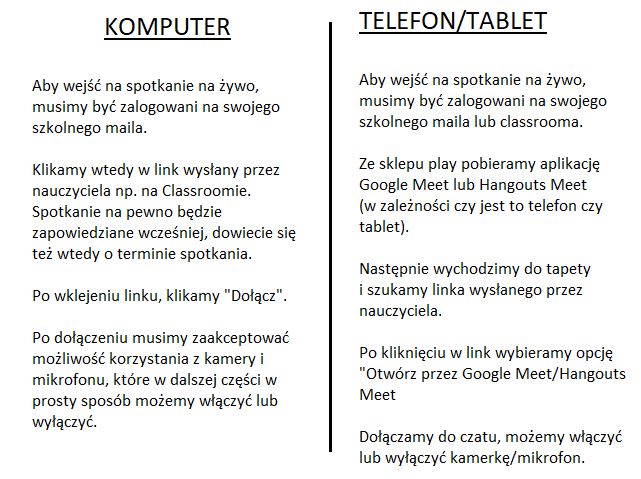 KOMPUTER
Aby wejść na spotkanie na żywo,
musimy być zalogowani na swojego
szkolnego maila.
Klikamy wtedy w link wysłany przez
nauczyciela np. na Classroomie.
Spotkanie na pewno będzie
zapowiedziane wcześniej, dowiecie się
też wtedy o terminie spotkania.
Po wklejeniu linku, klikamy "Dołącz".
Po dołączeniu musimy zaakceptować
możliwość korzystania z kamery i
mikrofonu, które w dalszej części w
prosty sposób możemy włączyć lub
wyłączyć.
TELEFON/TABLET
Aby wejść na spotkanie na żywo,
musimy być zalogowani na swojego
szkolnego maila lub classrooma.
Ze sklepu play pobieramy aplikację
Google Meet lub Hangouts Meet
(w zależności czy jest to telefon czy
tablet).
Następnie wychodzimy do tapety
i szukamy linka wysłanego przez
nauczyciela.
Po kliknięciu w link wybieramy opcję
"Otwórz przez Google Meet/Hangouts
Meet
Dołączamy do czatu, możemy włączyć
lub wyłączyć kamerkę/mikrofon.